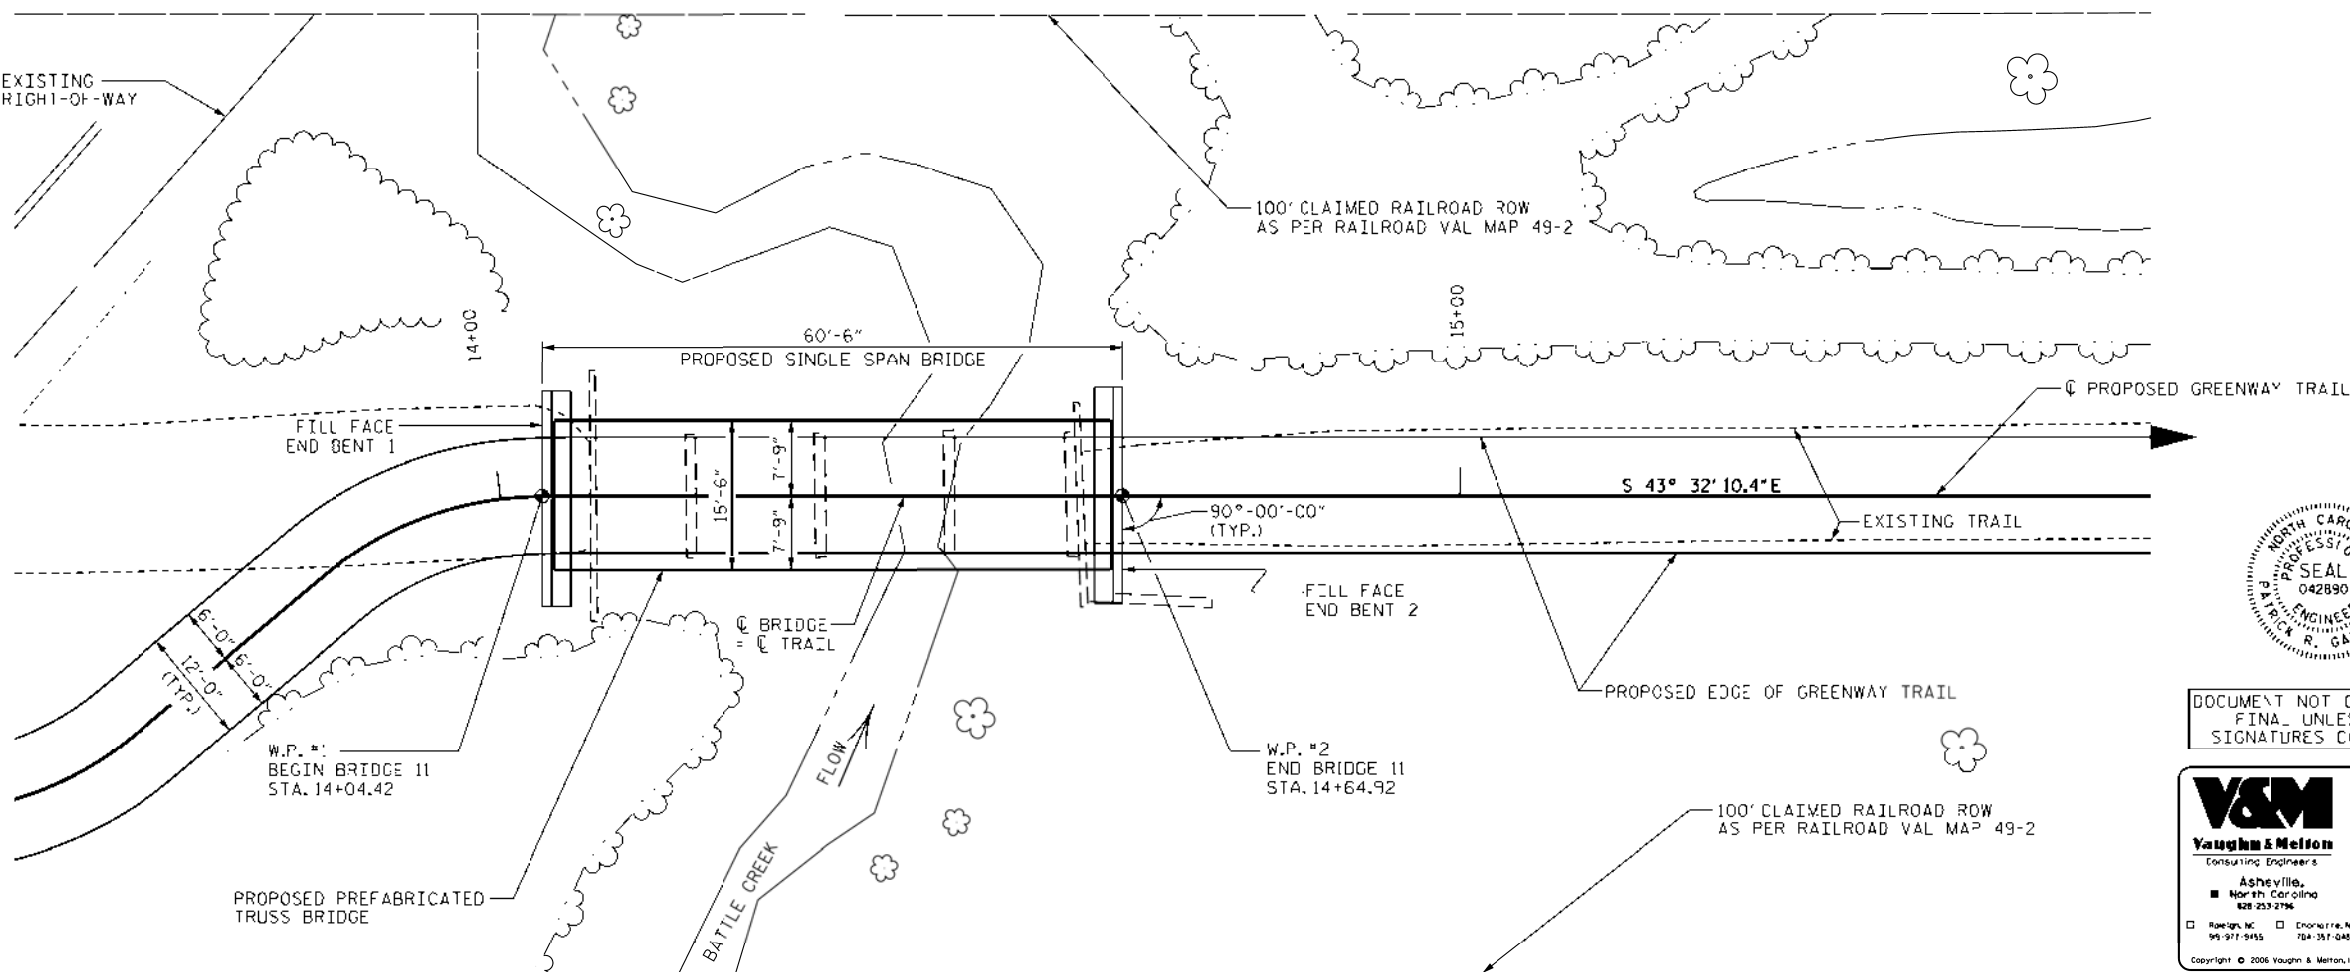 EXISTING
RIGHT-OF-WAY
100' CLAIMED RAILROAD ROW
AS PER RAILROAD VAL MAP 49-2
14+00
15+00
60'-6"
PROPOSED SINGLE SPAN BRIDGE
℄ PROPOSED GREENWAY TRAIL
FILL FACE
END BENT 1
15'-6"
7'-9"
7'-9"
S 43° 32' 10.4" E
90°-00'-00"
(TYP.)
EXISTING TRAIL
FILL FACE
END BENT 2
℄ BRIDGE
= ℄ TRAIL
6'-0"
6'-0"
12'-0"
(TYP.)
PROPOSED EDGE OF GREENWAY TRAIL
W.P. #1
BEGIN BRIDGE 11
STA. 14+04.42
FLOW
W.P. #2
END BRIDGE 11
STA. 14+64.92
100' CLAIMED RAILROAD ROW
AS PER RAILROAD VAL MAP 49-2
PROPOSED PREFABRICATED
TRUSS BRIDGE
BATTLE CREEK
NORTH
PROFESSI
SEAL
042890
ENGINEE
PATRICK R.
DOCUMENT NOT
FINAL UNLE
SIGNATURES
V&M
Vaughn & Melton
Consulting Engineers
Asheville,
North Carolina
828-253-2796
Raleigh, NC
Copyright © 2006 Vaughn & Melton,